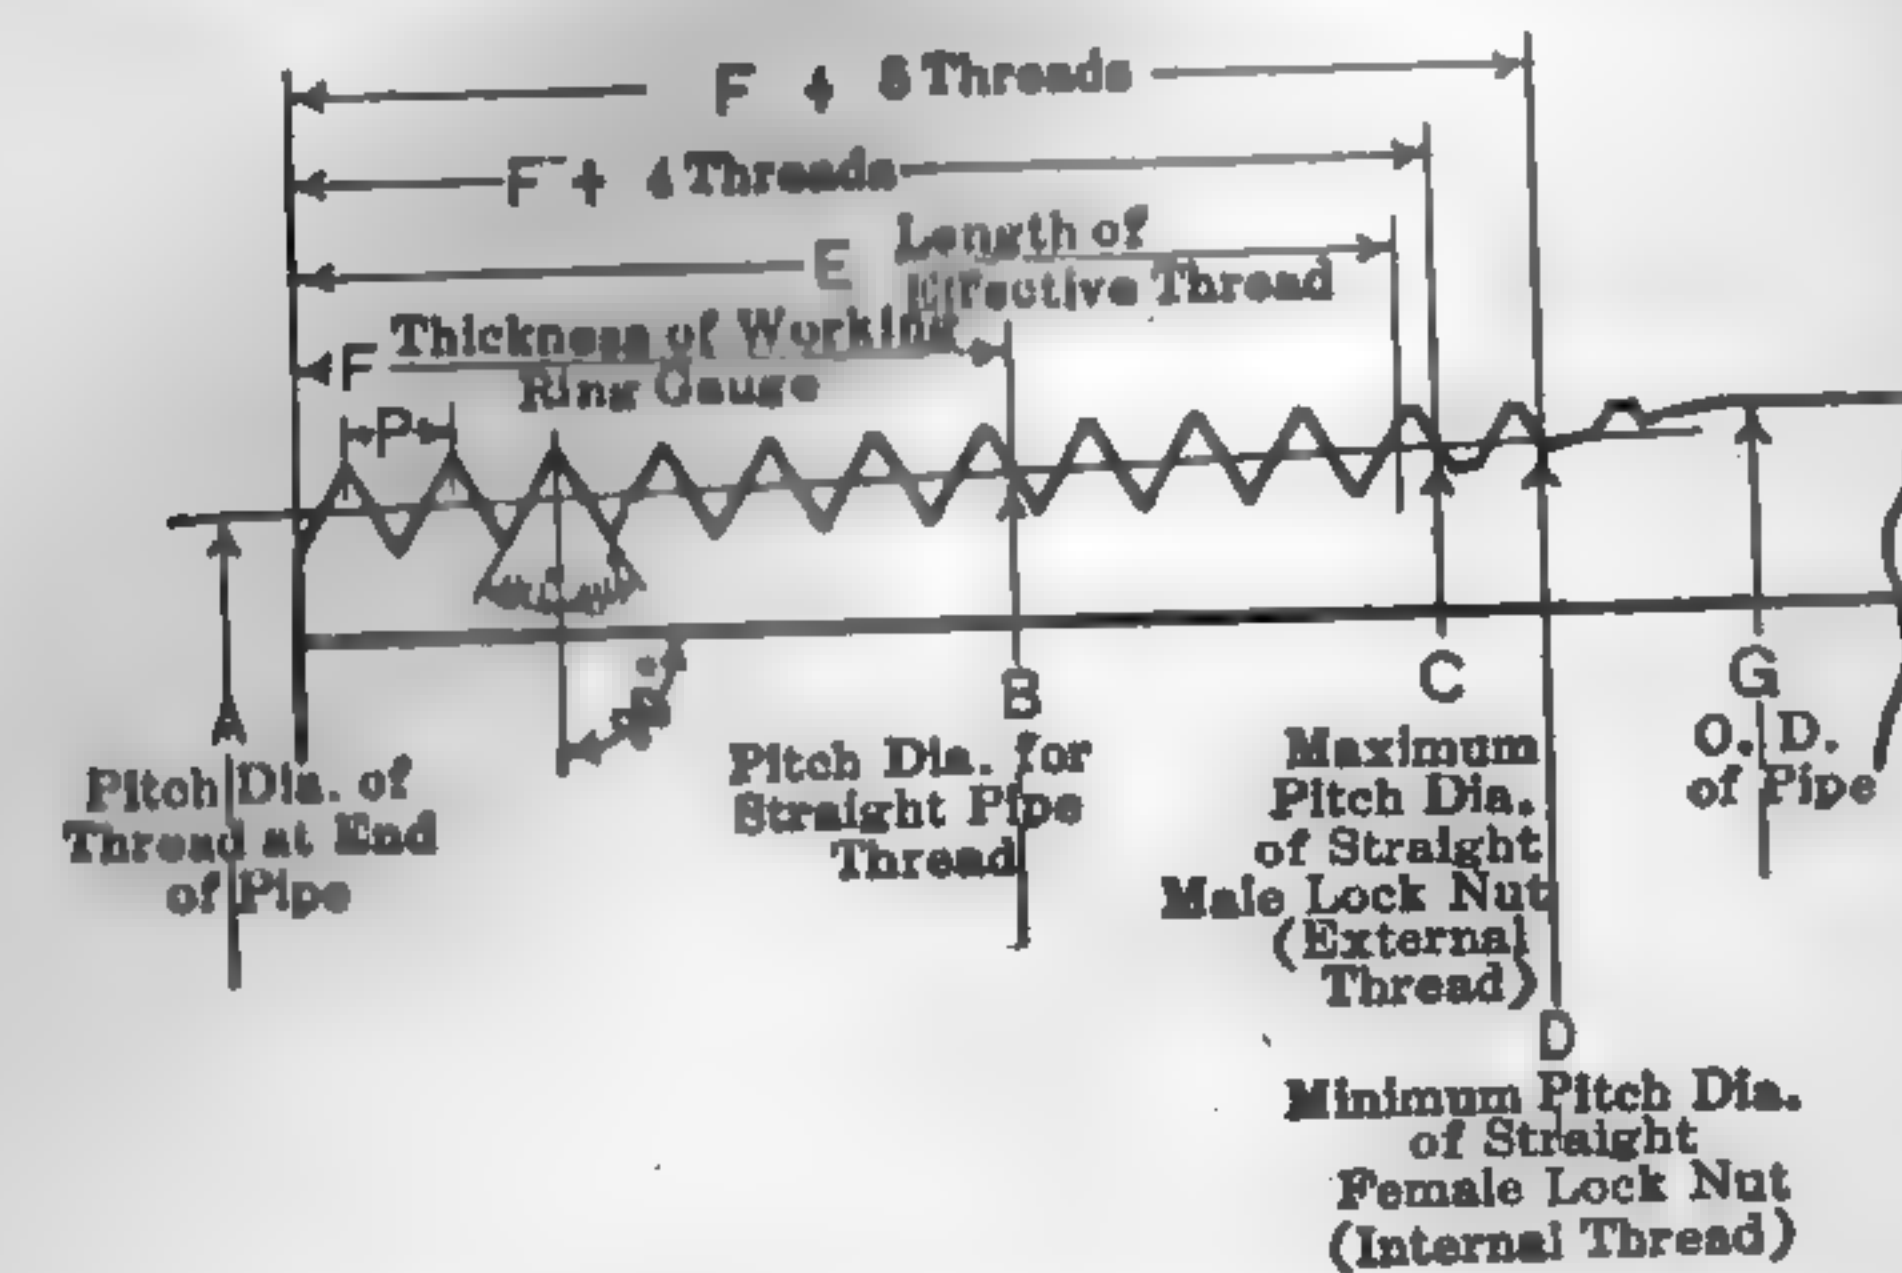 F + 5 Threads
F + 4 Threads
E Length of
Effective Thread
F Thickness of Working
Ring Gauge
P
A
B
C
G
Pitch Dia. of
Thread at End
of Pipe
Pitch Dia. for
Straight Pipe
Thread
Maximum
Pitch Dia.
of Straight
Male Lock Nut
(External
Thread)
O. D.
of Pipe
D
Minimum Pitch Dia.
of Straight
Female Lock Nut
(Internal Thread)